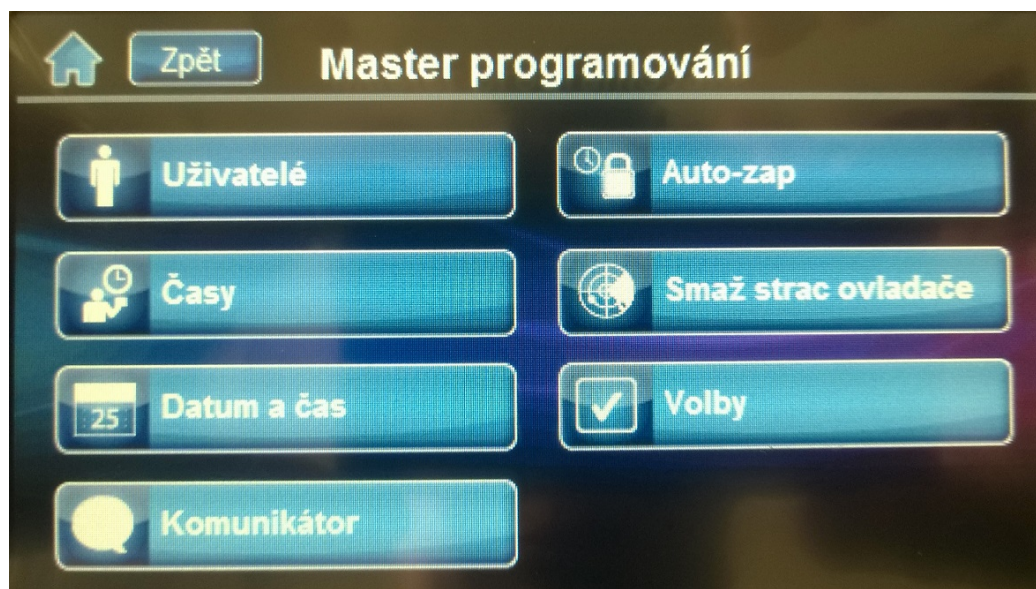 Zpět
Master programování
Uživatelé
Auto-zap
Časy
Smaž strac ovladače
25
Datum a čas
Volby
Komunikátor